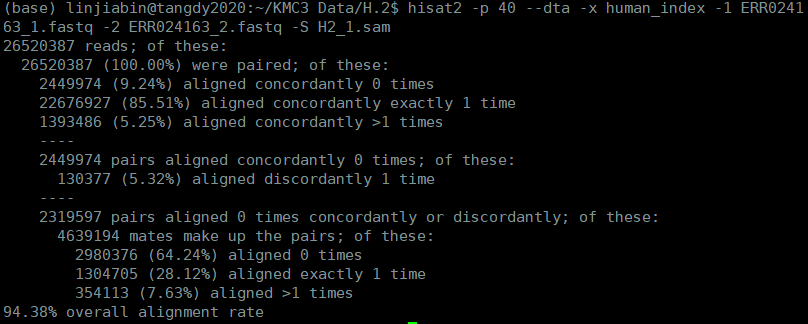 (base) linjiabin@tangdy2020:~/KMC3 Data/H.2$ hisat2 -p 40 --dta -x human_index -1 ERR0241
63_1.fastq -2 ERR024163_2.fastq -S H2_1.sam
26520387 reads; of these:
  26520387 (100.00%) were paired; of these:
    2449974 (9.24%) aligned concordantly 0 times
    22676927 (85.51%) aligned concordantly exactly 1 time
    1393486 (5.25%) aligned concordantly >1 times
    ----
    2449974 pairs aligned concordantly 0 times; of these:
      130377 (5.32%) aligned discordantly 1 time
    ----
    2319597 pairs aligned 0 times concordantly or discordantly; of these:
      4639194 mates make up the pairs; of these:
        2980376 (64.24%) aligned 0 times
        1304705 (28.12%) aligned exactly 1 time
        354113 (7.63%) aligned >1 times
94.38% overall alignment rate